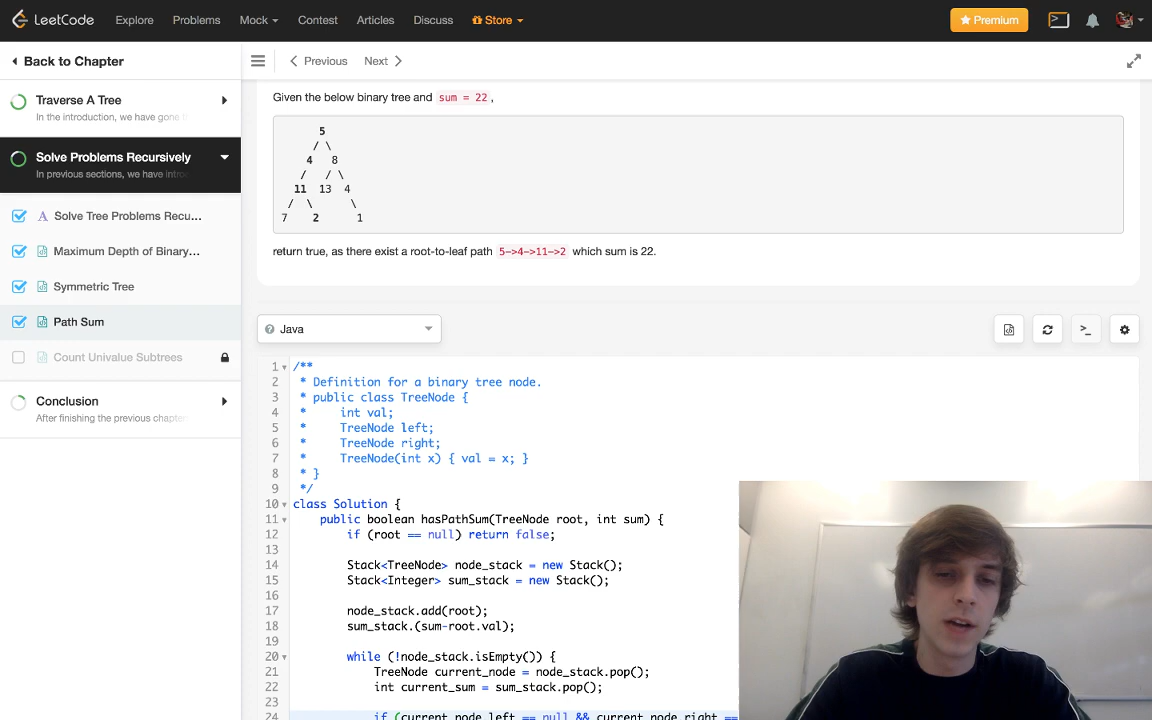 LeetCode Explore Problems Mock Contest Articles Discuss Store Premium
Back to Chapter
Previous Next
Traverse A Tree
In the introduction, we have gone t
Solve Problems Recursively
In previous sections, we have intro
A Solve Tree Problems Recu...
Maximum Depth of Binary...
Symmetric Tree
Path Sum
Count Univalue Subtrees
Conclusion
After finishing the previous chapte
Given the below binary tree and sum = 22 ,
5
/ \
4 8
/ / \
11 13 4
/ \ \
7 2 1
return true, as there exist a root-to-leaf path 5->4->11->2 which sum is 22.
Java
1 /**
2 * Definition for a binary tree node.
3 * public class TreeNode {
4 * int val;
5 * TreeNode left;
6 * TreeNode right;
7 * TreeNode(int x) { val = x; }
8 * }
9 */
10 class Solution {
11 public boolean hasPathSum(TreeNode root, int sum) {
12 if (root == null) return false;
13
14 Stack<TreeNode> node_stack = new Stack();
15 Stack<Integer> sum_stack = new Stack();
16
17 node_stack.add(root);
18 sum_stack.(sum-root.val);
19
20 while (!node_stack.isEmpty()) {
21 TreeNode current_node = node_stack.pop();
22 int current_sum = sum_stack.pop();
23
24 if (current_node.left == null && current_node.right ==